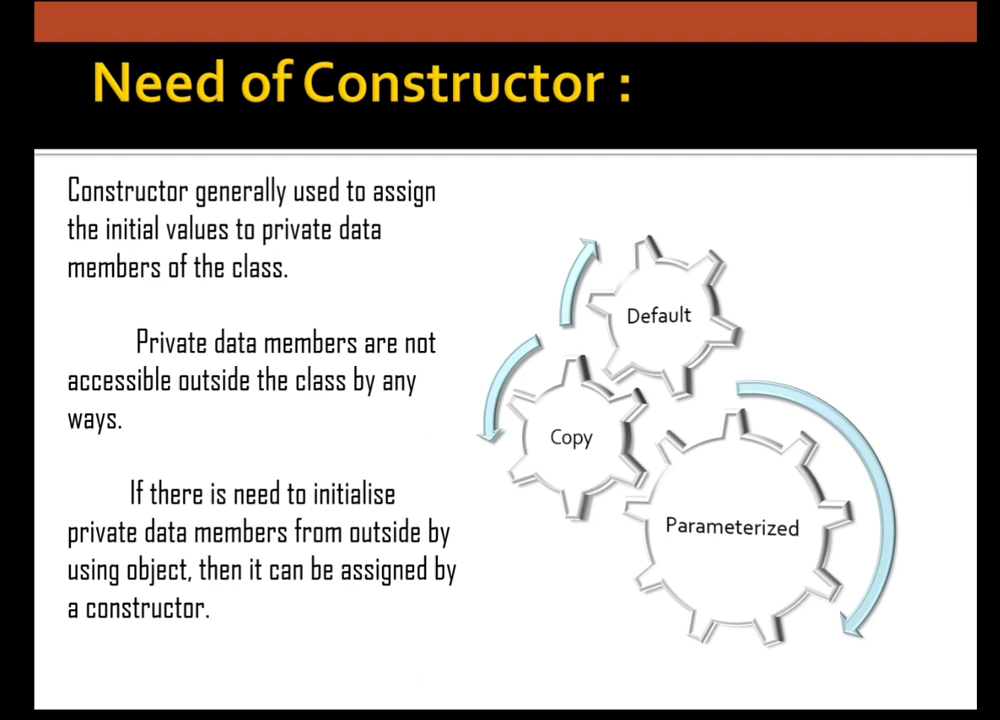 Need of Constructor :
Constructor generally used to assign
the initial values to private data
members of the class.
Private data members are not
accessible outside the class by any
ways.
If there is need to initialise
private data members from outside by
using object, then it can be assigned by
a constructor.
Default
Copy
Parameterized